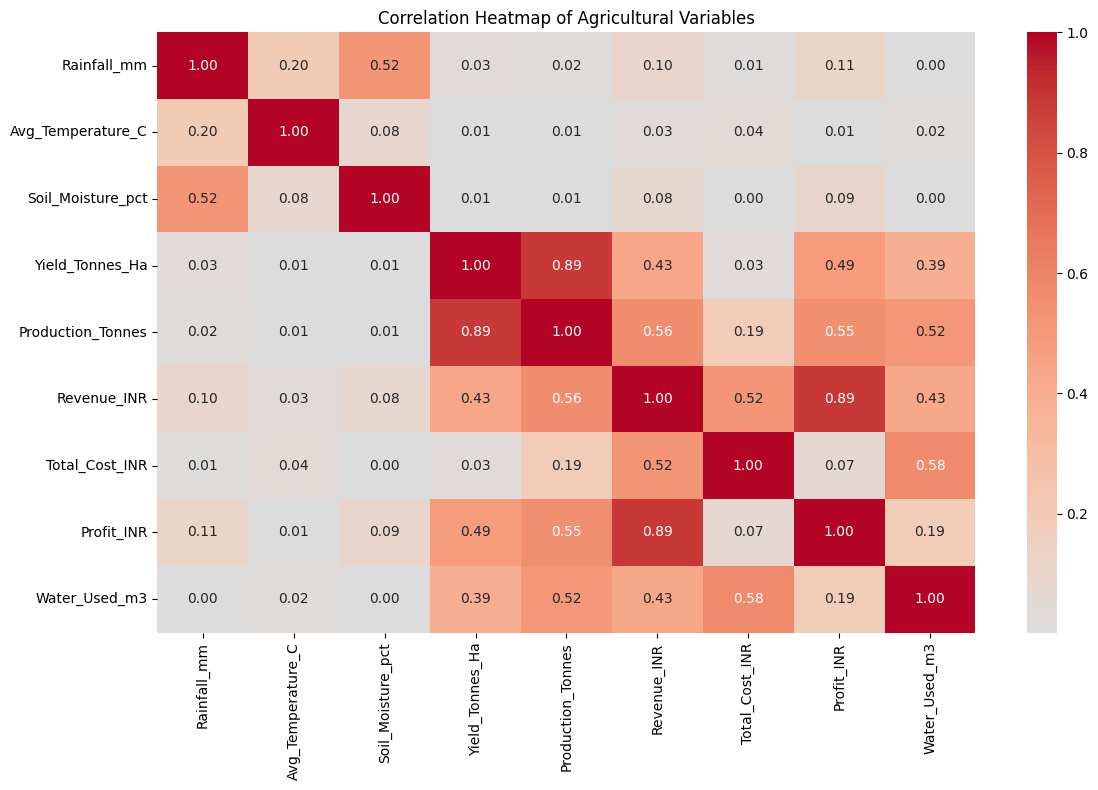 Correlation Heatmap of Agricultural Variables
Rainfall_mm 1.00 0.20 0.52 0.03 0.02 0.10 0.01 0.11 0.00
Avg_Temperature_C 0.20 1.00 0.08 0.01 0.01 0.03 0.04 0.01 0.02
Soil_Moisture_pct 0.52 0.08 1.00 0.01 0.01 0.08 0.00 0.09 0.00
Yield_Tonnes_Ha 0.03 0.01 0.01 1.00 0.89 0.43 0.03 0.49 0.39
Production_Tonnes 0.02 0.01 0.01 0.89 1.00 0.56 0.19 0.55 0.52
Revenue_INR 0.10 0.03 0.08 0.43 0.56 1.00 0.52 0.89 0.43
Total_Cost_INR 0.01 0.04 0.00 0.03 0.19 0.52 1.00 0.07 0.58
Profit_INR 0.11 0.01 0.09 0.49 0.55 0.89 0.07 1.00 0.19
Water_Used_m3 0.00 0.02 0.00 0.39 0.52 0.43 0.58 0.19 1.00
Rainfall_mm
Avg_Temperature_C
Soil_Moisture_pct
Yield_Tonnes_Ha
Production_Tonnes
Revenue_INR
Total_Cost_INR
Profit_INR
Water_Used_m3
1.0
0.8
0.6
0.4
0.2